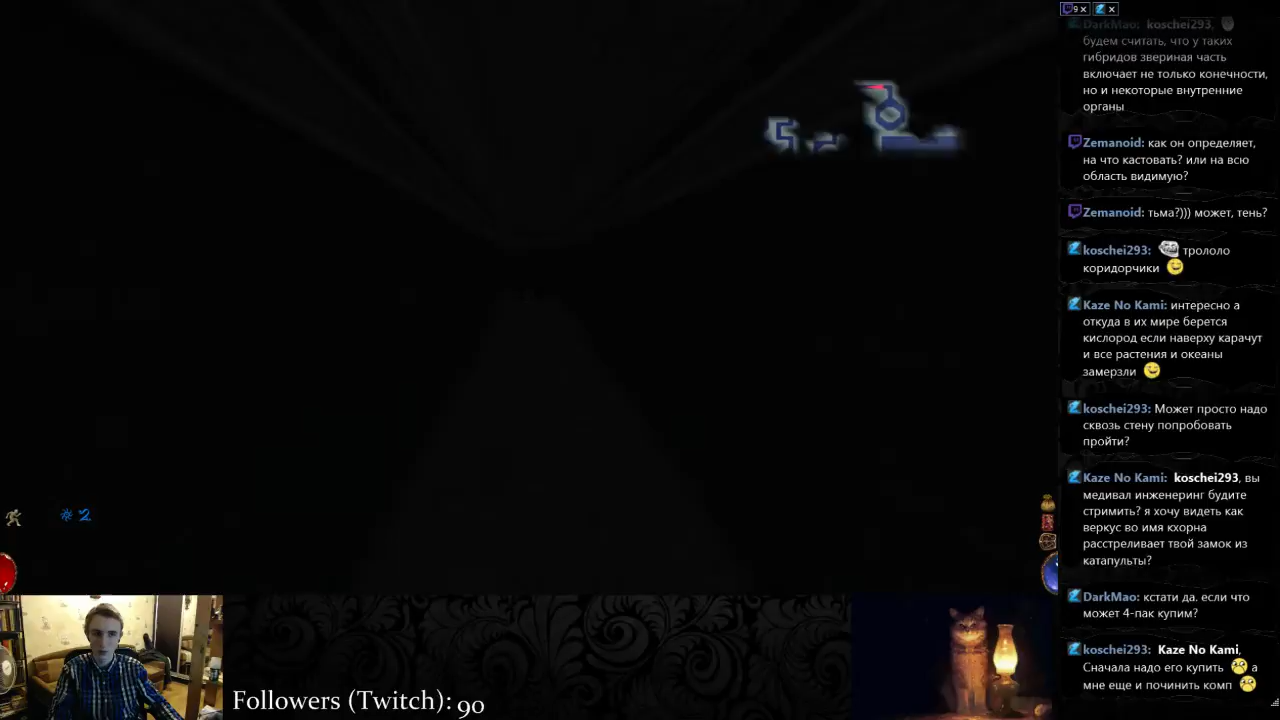 9 ×  ×
DarkMao: koschei293,
будем считать, что у таких
гибридов звериная часть
включает не только конечности,
но и некоторые внутренние
органы
Zemanoid: как он определяет,
на что кастовать? или на всю
область видимую?
Zemanoid: тьма?))) может, тень?
koschei293: трололо
коридорчики
Kaze No Kami: интересно а
откуда в их мире берется
кислород если наверху карачут
и все растения и океаны
замерзли
koschei293: Может просто надо
сквозь стену попробовать
пройти?
Kaze No Kami: koschei293, вы
медивал инженеринг будите
стримить? я хочу видеть как
веркус во имя кхорна
расстреливает твой замок из
катапульты?
DarkMao: кстати да. если что
может 4-пак купим?
koschei293: Kaze No Kami,
Сначала надо его купить а
мне еще и починить комп
2
Followers (Twitch): 90